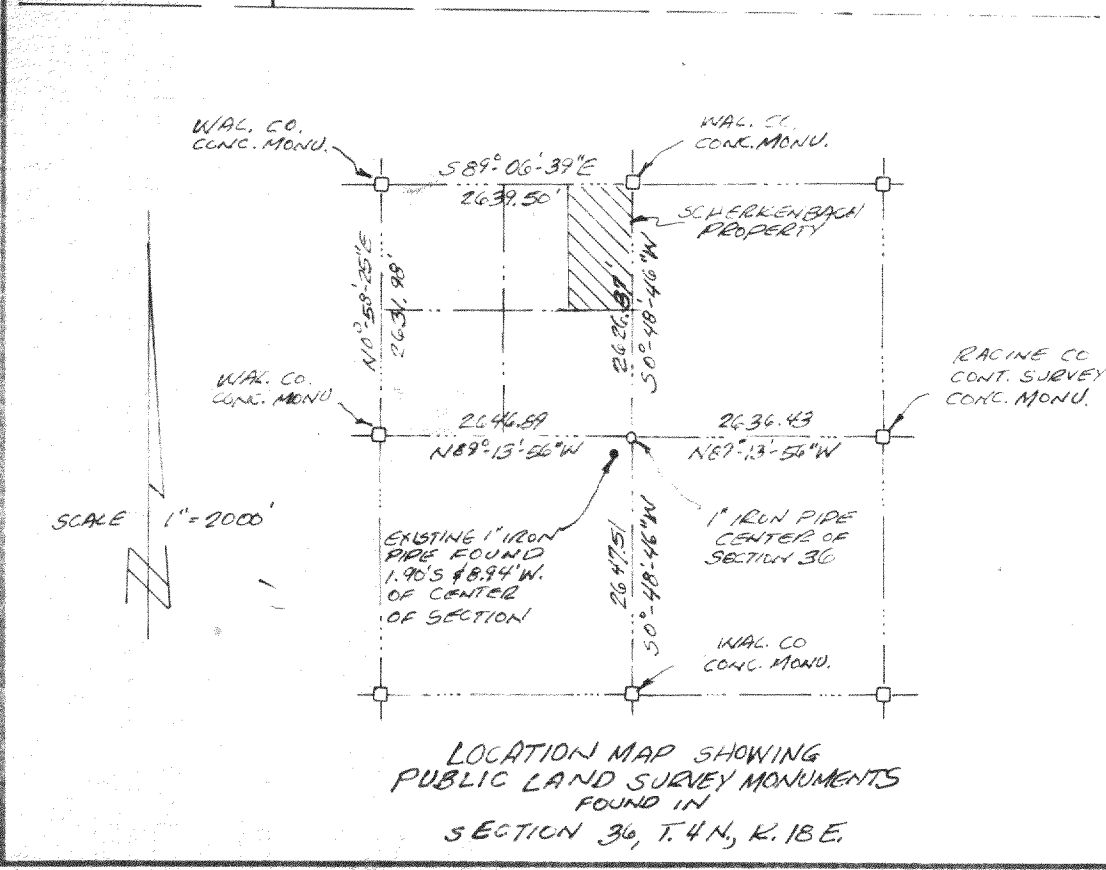 WAL. CO.
CONC. MONU.
WAL. CO.
CONC. MONU.
S 89°-06'-39"E
2639.50'
SCHERKENBACH
PROPERTY
N0°-58'-25"E
2631.98'
2626.87'
S0°-48'-46"W
RACINE CO
CONT. SURVEY
CONC. MONU.
WAL. CO.
CONC. MONU
2646.89
N89°-13'-56"W
2636.43
N89°-13'-56"W
SCALE 1"=2000'
N
EXISTING 1" IRON
PIPE FOUND
1.90'S & 8.94'W.
OF CENTER
OF SECTION
1" IRON PIPE
CENTER OF
SECTION 36
2647.51
S0°-48'-46"W
WAL. CO
CONC. MONU.
LOCATION MAP SHOWING
PUBLIC LAND SURVEY MONUMENTS
FOUND IN
SECTION 36, T. 4 N., R. 18 E.